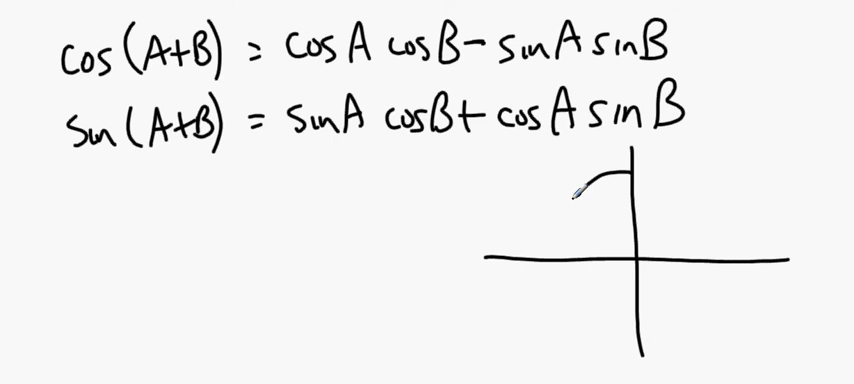 cos(A+B) = cosA cosB - sinA sinB
sin(A+B) = sinA cosB + cosA sinB